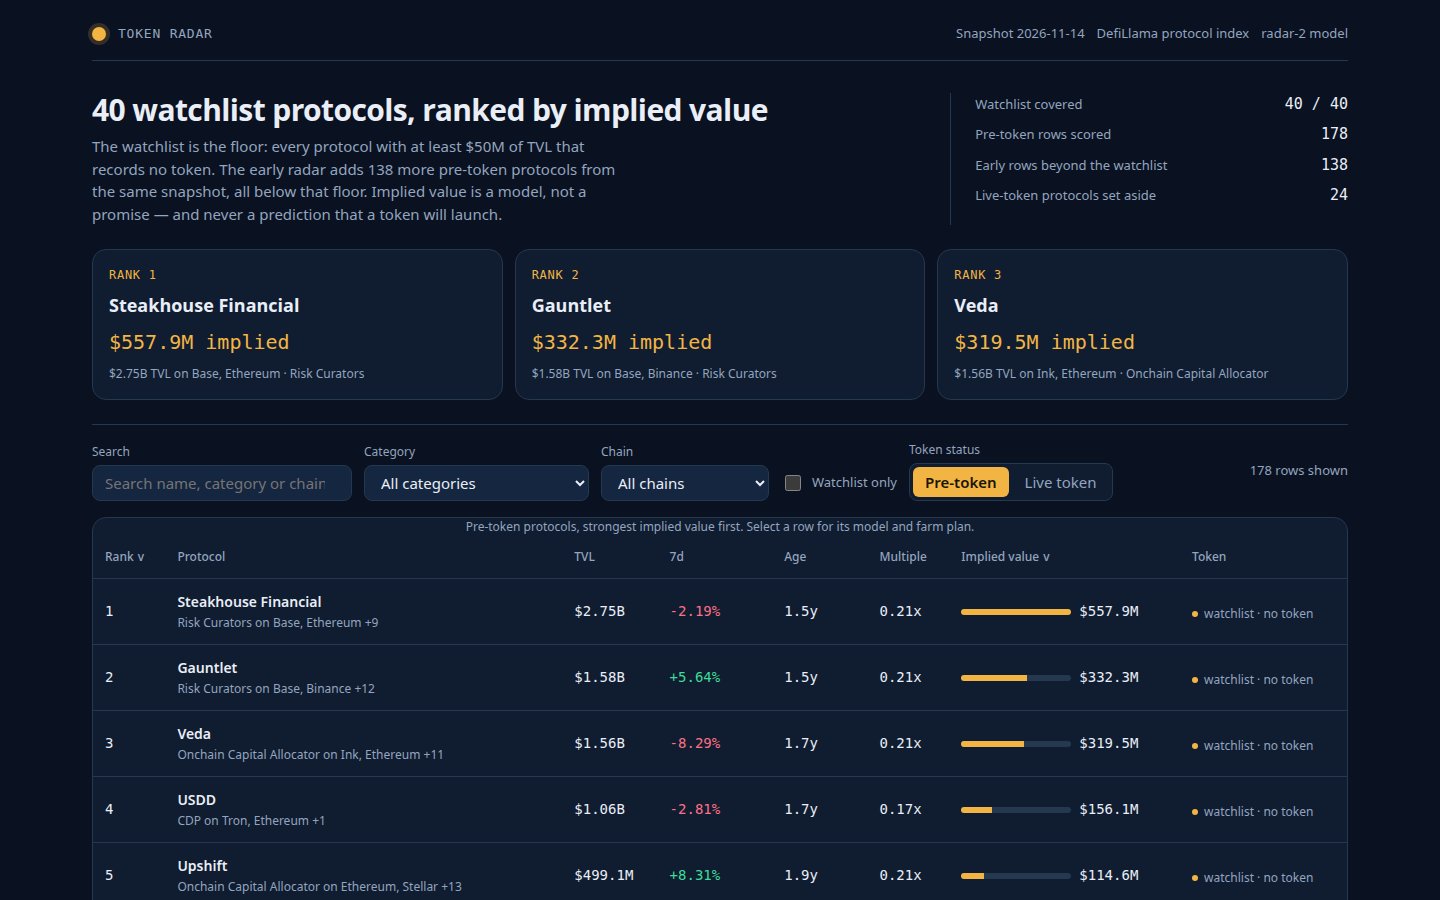 TOKEN RADAR
Snapshot 2026-11-14 DefiLlama protocol index radar-2 model
40 watchlist protocols, ranked by implied value
The watchlist is the floor: every protocol with at least $50M of TVL that
records no token. The early radar adds 138 more pre-token protocols from
the same snapshot, all below that floor. Implied value is a model, not a
promise — and never a prediction that a token will launch.
Watchlist covered 40 / 40
Pre-token rows scored 178
Early rows beyond the watchlist 138
Live-token protocols set aside 24
RANK 1
Steakhouse Financial
$557.9M implied
$2.75B TVL on Base, Ethereum · Risk Curators
RANK 2
Gauntlet
$332.3M implied
$1.58B TVL on Base, Binance · Risk Curators
RANK 3
Veda
$319.5M implied
$1.56B TVL on Ink, Ethereum · Onchain Capital Allocator
Search
Search name, category or chain
Category
All categories
Chain
All chains
Watchlist only
Token status
Pre-token Live token
178 rows shown
Pre-token protocols, strongest implied value first. Select a row for its model and farm plan.
Rank v Protocol TVL 7d Age Multiple Implied value v Token
1 Steakhouse Financial $2.75B -2.19% 1.5y 0.21x $557.9M watchlist · no token
Risk Curators on Base, Ethereum +9
2 Gauntlet $1.58B +5.64% 1.5y 0.21x $332.3M watchlist · no token
Risk Curators on Base, Binance +12
3 Veda $1.56B -8.29% 1.7y 0.21x $319.5M watchlist · no token
Onchain Capital Allocator on Ink, Ethereum +11
4 USDD $1.06B -2.81% 1.7y 0.17x $156.1M watchlist · no token
CDP on Tron, Ethereum +1
5 Upshift $499.1M +8.31% 1.9y 0.21x $114.6M watchlist · no token
Onchain Capital Allocator on Ethereum, Stellar +13